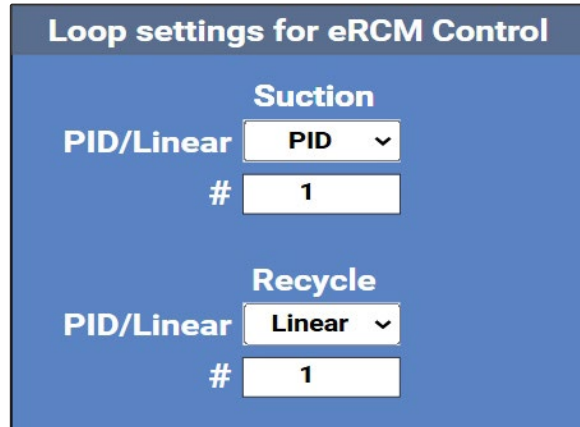 Loop settings for eRCM Control
Suction
PID/Linear PID
# 1
Recycle
PID/Linear Linear
# 1